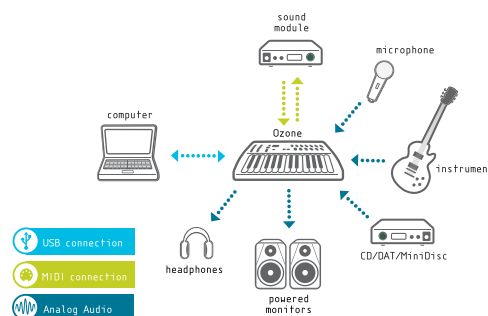 sound
module
microphone
computer
Ozone
instrumen
CD/DAT/MiniDisc
headphones
powered
monitors
USB connection
MIDI connection
Analog Audio